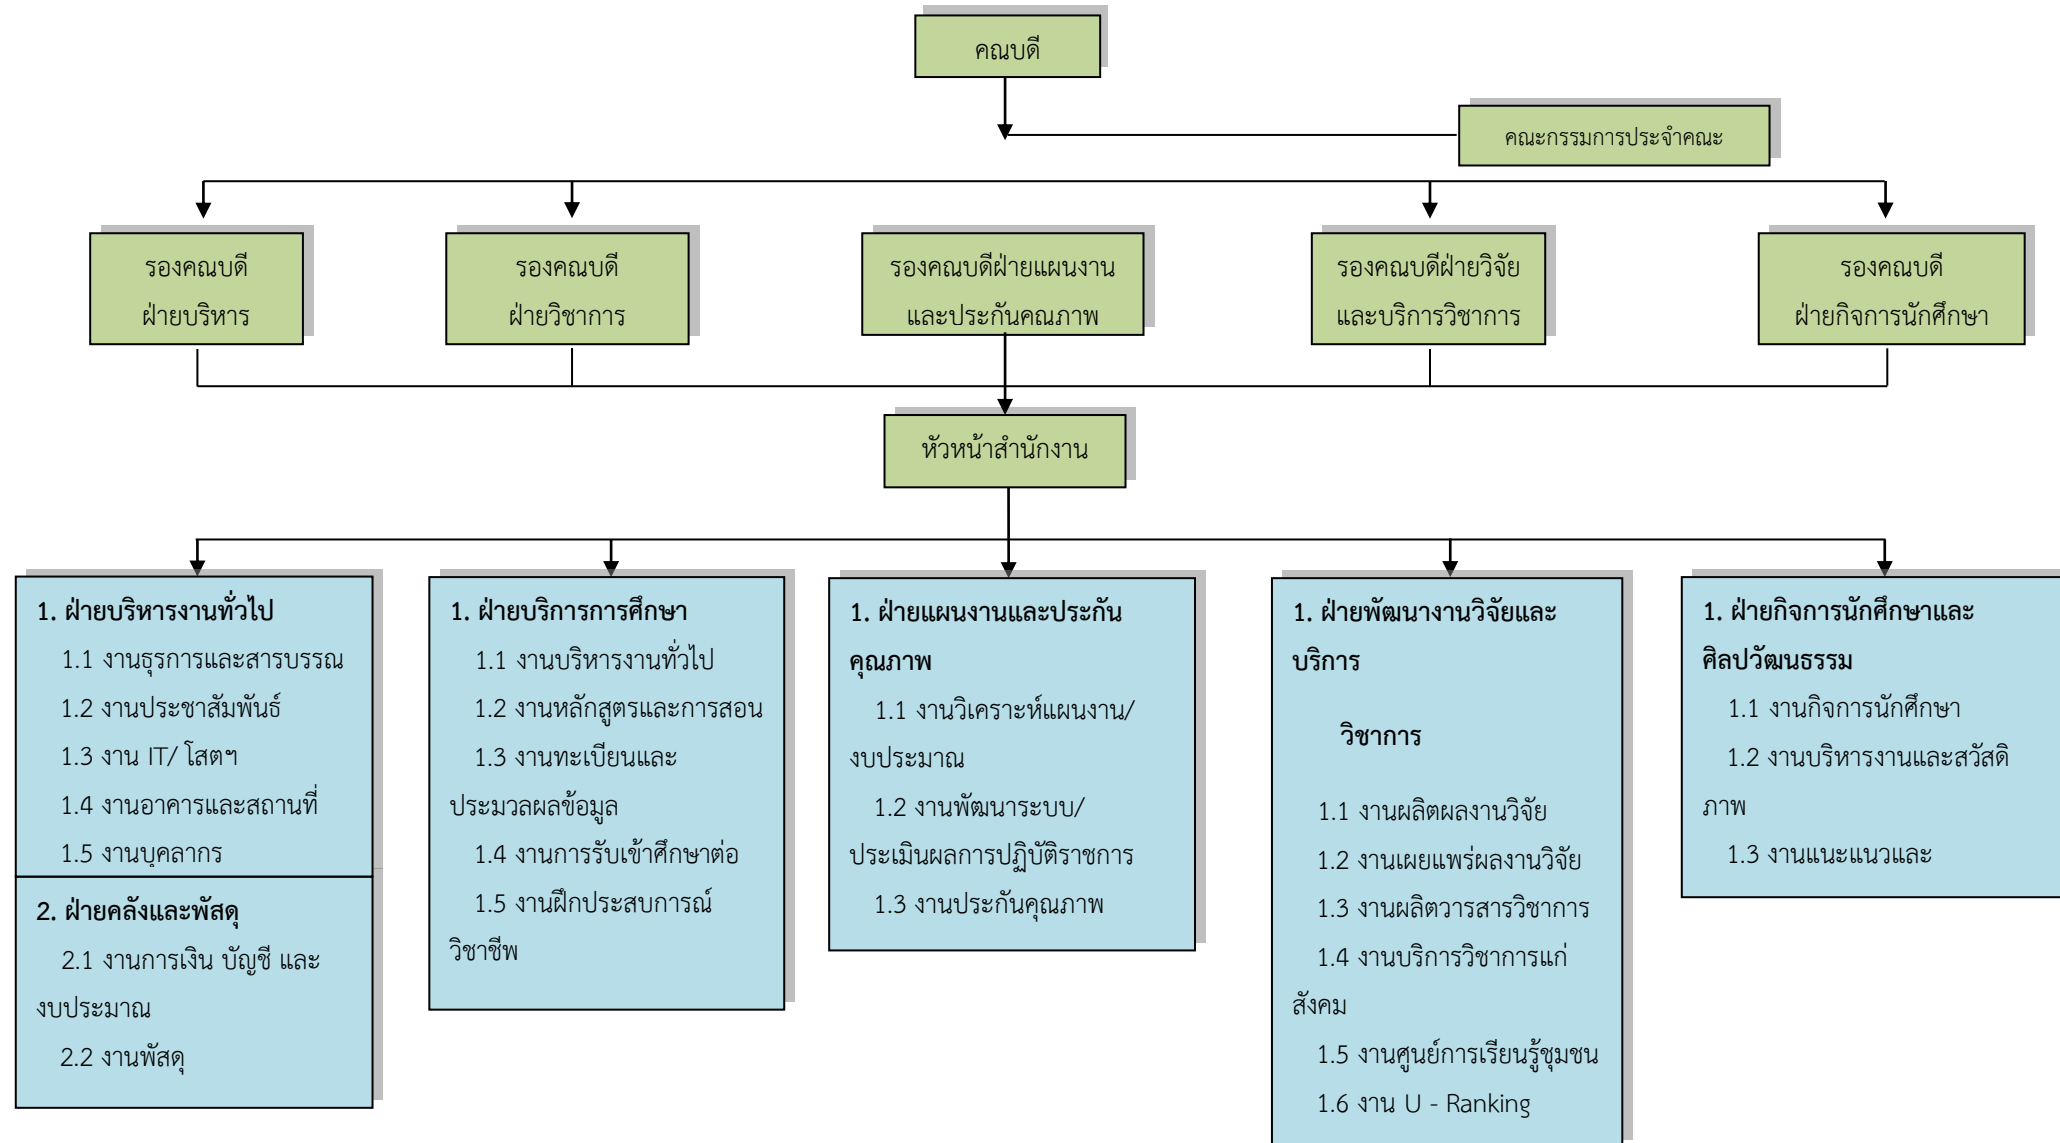 คณบดี
คณะกรรมการประจำคณะ
รองคณบดี
ฝ่ายบริหาร
รองคณบดี
ฝ่ายวิชาการ
รองคณบดีฝ่ายแผนงาน
และประกันคณภาพ
รองคณบดีฝ่ายวิจัย
และบริการวิชาการ
รองคณบดี
ฝ่ายกิจการนักศึกษา
หัวหน้าสำนักงาน
1. ฝ่ายบริหารงานทั่วไป
1.1 งานธุรการและสารบรรณ
1.2 งานประชาสัมพันธ์
1.3 งาน IT/ โสตฯ
1.4 งานอาคารและสถานที่
1.5 งานบุคลากร
2. ฝ่ายคลังและพัสดุ
2.1 งานการเงิน บัญชี และ
งบประมาณ
2.2 งานพัสดุ
1. ฝ่ายบริการการศึกษา
1.1 งานบริหารงานทั่วไป
1.2 งานหลักสูตรและการสอน
1.3 งานทะเบียนและ
ประมวลผลข้อมูล
1.4 งานการรับเข้าศึกษาต่อ
1.5 งานฝึกประสบการณ์
วิชาชีพ
1. ฝ่ายแผนงานและประกัน
คุณภาพ
1.1 งานวิเคราะห์แผนงาน/
งบประมาณ
1.2 งานพัฒนาระบบ/
ประเมินผลการปฏิบัติราชการ
1.3 งานประกันคุณภาพ
1. ฝ่ายพัฒนางานวิจัยและ
บริการ
วิชาการ
1.1 งานผลิตผลงานวิจัย
1.2 งานเผยแพร่ผลงานวิจัย
1.3 งานผลิตวารสารวิชาการ
1.4 งานบริการวิชาการแก่
สังคม
1.5 งานศูนย์การเรียนรู้ชุมชน
1.6 งาน U - Ranking
1. ฝ่ายกิจการนักศึกษาและ
ศิลปวัฒนธรรม
1.1 งานกิจการนักศึกษา
1.2 งานบริหารงานและสวัสดิ
ภาพ
1.3 งานแนะแนวและ